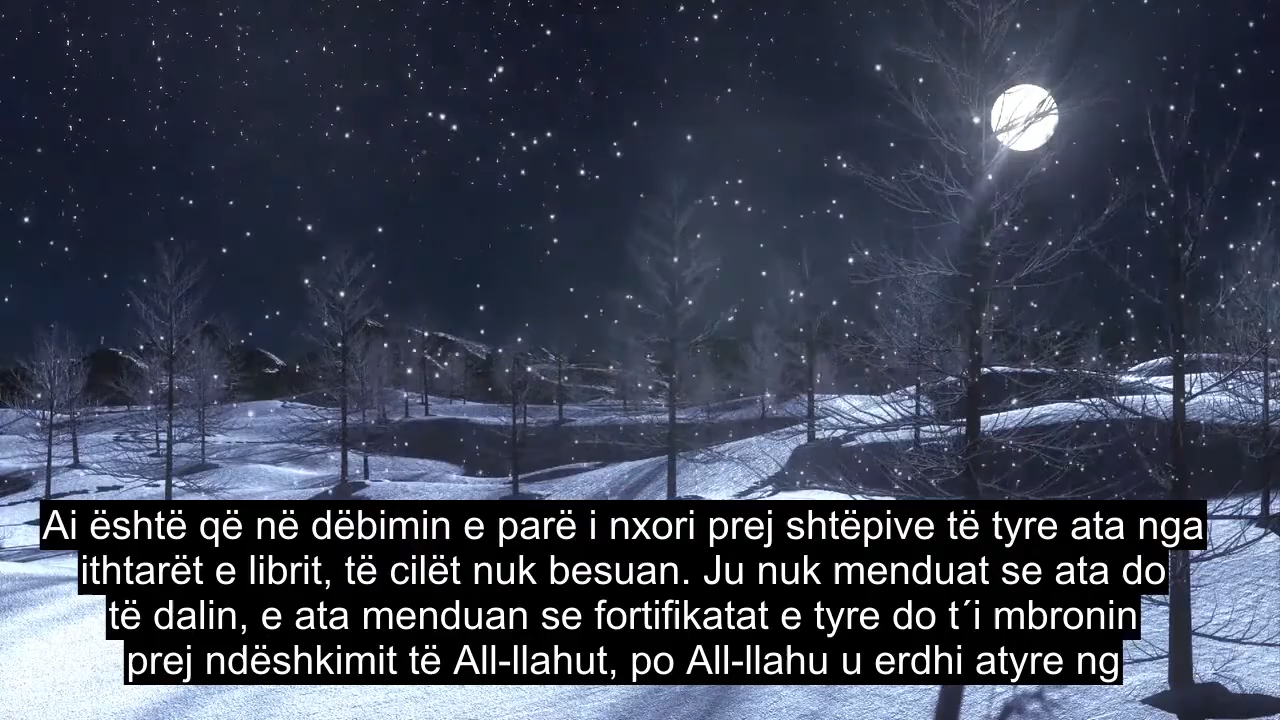 Ai është që në dëbimin e parë i nxori prej shtëpive të tyre ata nga
ithtarët e librit, të cilët nuk besuan. Ju nuk menduat se ata do
të dalin, e ata menduan se fortifikatat e tyre do t´i mbronin
prej ndëshkimit të All-llahut, po All-llahu u erdhi atyre ng